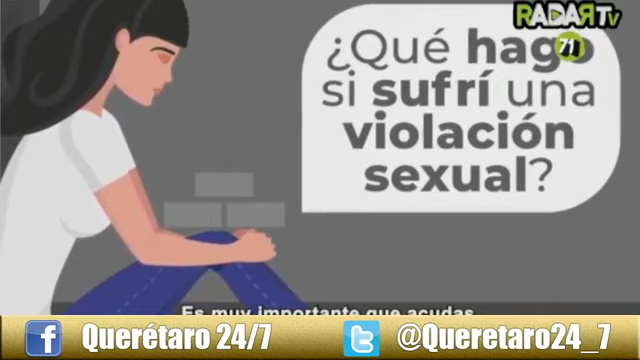 RADAR TV
71
¿Qué hago
si sufrí una
violación
sexual?
Es muy importante que acudas
Querétaro 24/7
@Queretaro24_7